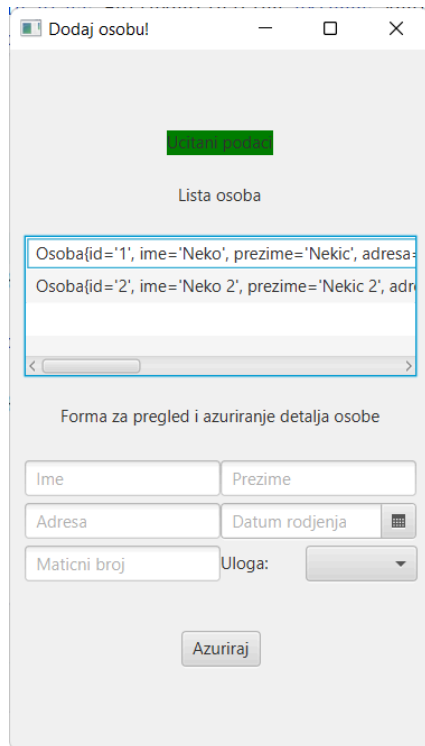 Dodaj osobu!
Ucitani podaci
Lista osoba
Osoba{id='1', ime='Neko', prezime='Nekic', adresa=
Osoba{id='2', ime='Neko 2', prezime='Nekic 2', adr
Forma za pregled i azuriranje detalja osobe
Ime Prezime
Adresa Datum rodjenja
Maticni broj Uloga:
Azuriraj